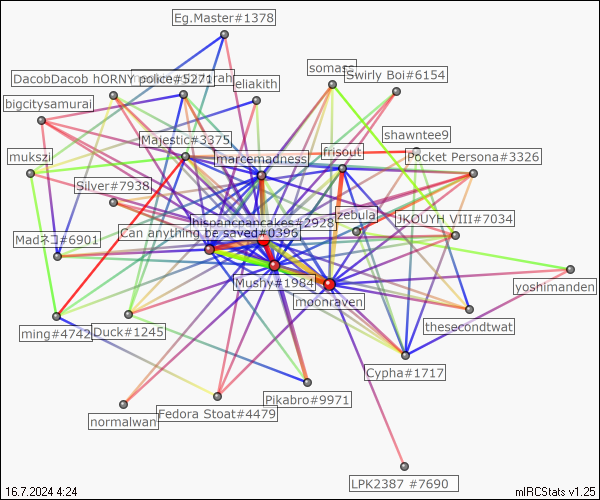 Eg.Master#1378
somass
Swirly Boi#6154
DacobDacob hORNY police#5271
eliakith
bigcitysamurai
shawntee9
Majestic#3375
frisout
mukszi
marcemadness
Pocket Persona#3326
Silver#7938
zebula
JKOUYH VIII#7034
hispanicpancakes#2928
Can anything be saved#0396
Madネコ#6901
Mushy#1984
yoshimanden
moonraven
ming#4742
Duck#1245
thesecondtwat
Cypha#1717
Pikabro#9971
normalwan
Fedora Stoat#4479
LPK2387 #7690
16.7.2024 4:24
mIRCStats v1.25